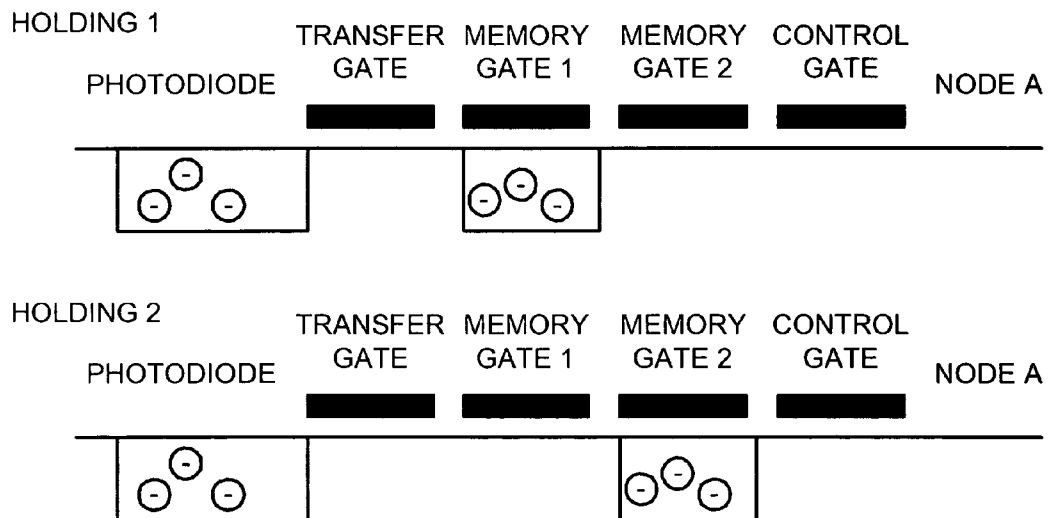 HOLDING 1
PHOTODIODE
TRANSFER GATE
MEMORY GATE 1
MEMORY GATE 2
CONTROL GATE
NODE A
- - - - - -
HOLDING 2
PHOTODIODE
TRANSFER GATE
MEMORY GATE 1
MEMORY GATE 2
CONTROL GATE
NODE A
- - - - - -